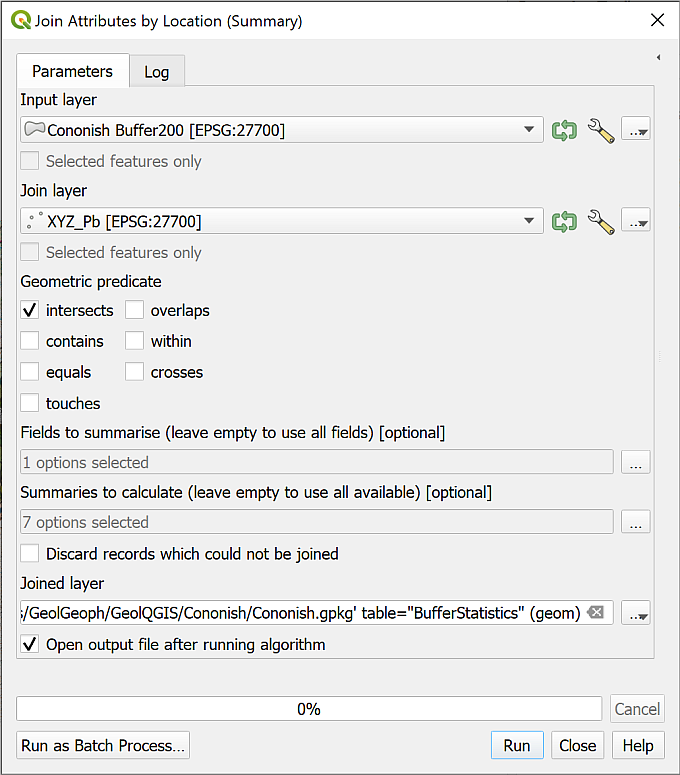 Join Attributes by Location (Summary)
Parameters Log
Input layer
Cononish Buffer200 [EPSG:27700]
...
Selected features only
Join layer
XYZ_Pb [EPSG:27700]
...
Selected features only
Geometric predicate
intersects overlaps
contains within
equals crosses
touches
Fields to summarise (leave empty to use all fields) [optional]
1 options selected
...
Summaries to calculate (leave empty to use all available) [optional]
7 options selected
...
Discard records which could not be joined
Joined layer
s/GeolGeoph/GeolQGIS/Cononish/Cononish.gpkg' table="BufferStatistics" (geom)
...
Open output file after running algorithm
0%
Cancel
Run as Batch Process... Run Close Help